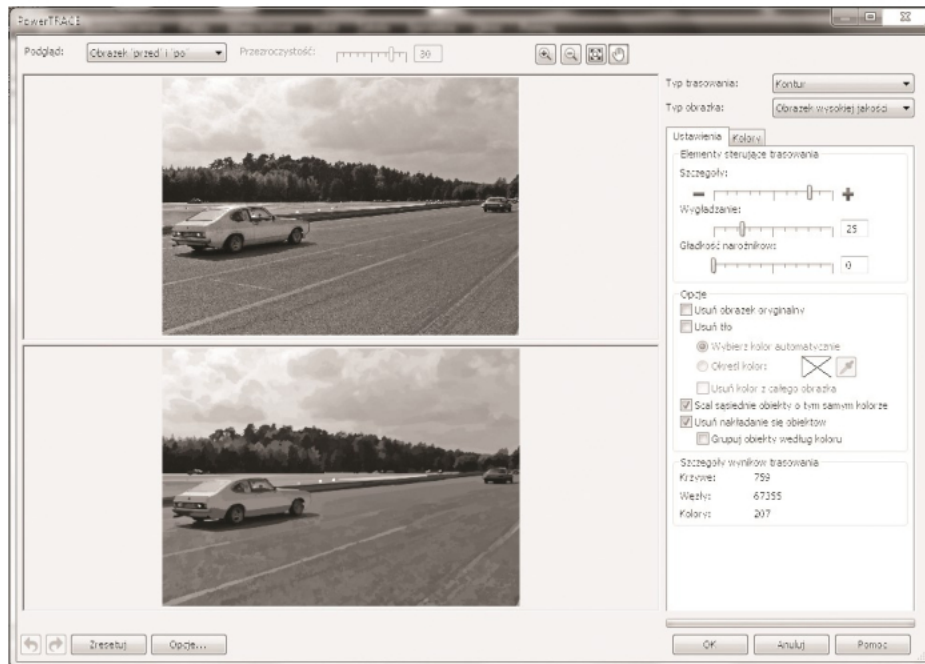 PowerTRACE
Podgląd: Obrazek 'przed' i 'po' Przezroczystość: 30
Typ trasowania: Kontur
Typ obrazka: Obrazek wysokiej jakości
Ustawienia Kolory
Elementy sterujące trasowania
Szczegóły:
Wygładzanie:
25
Gładkość narożników:
0
Opcje
Usuń obrazek oryginalny
Usuń tło
Wybierz kolor automatycznie
Określ kolor:
Usuń kolor z całego obrazka
Scal sąsiednie obiekty o tym samym kolorze
Usuń nakładanie się obiektów
Grupuj obiekty według koloru
Szczegóły wyników trasowania
Krzywe: 759
Węzły: 67355
Kolory: 207
Zresetuj Opcje... OK Anuluj Pomoc